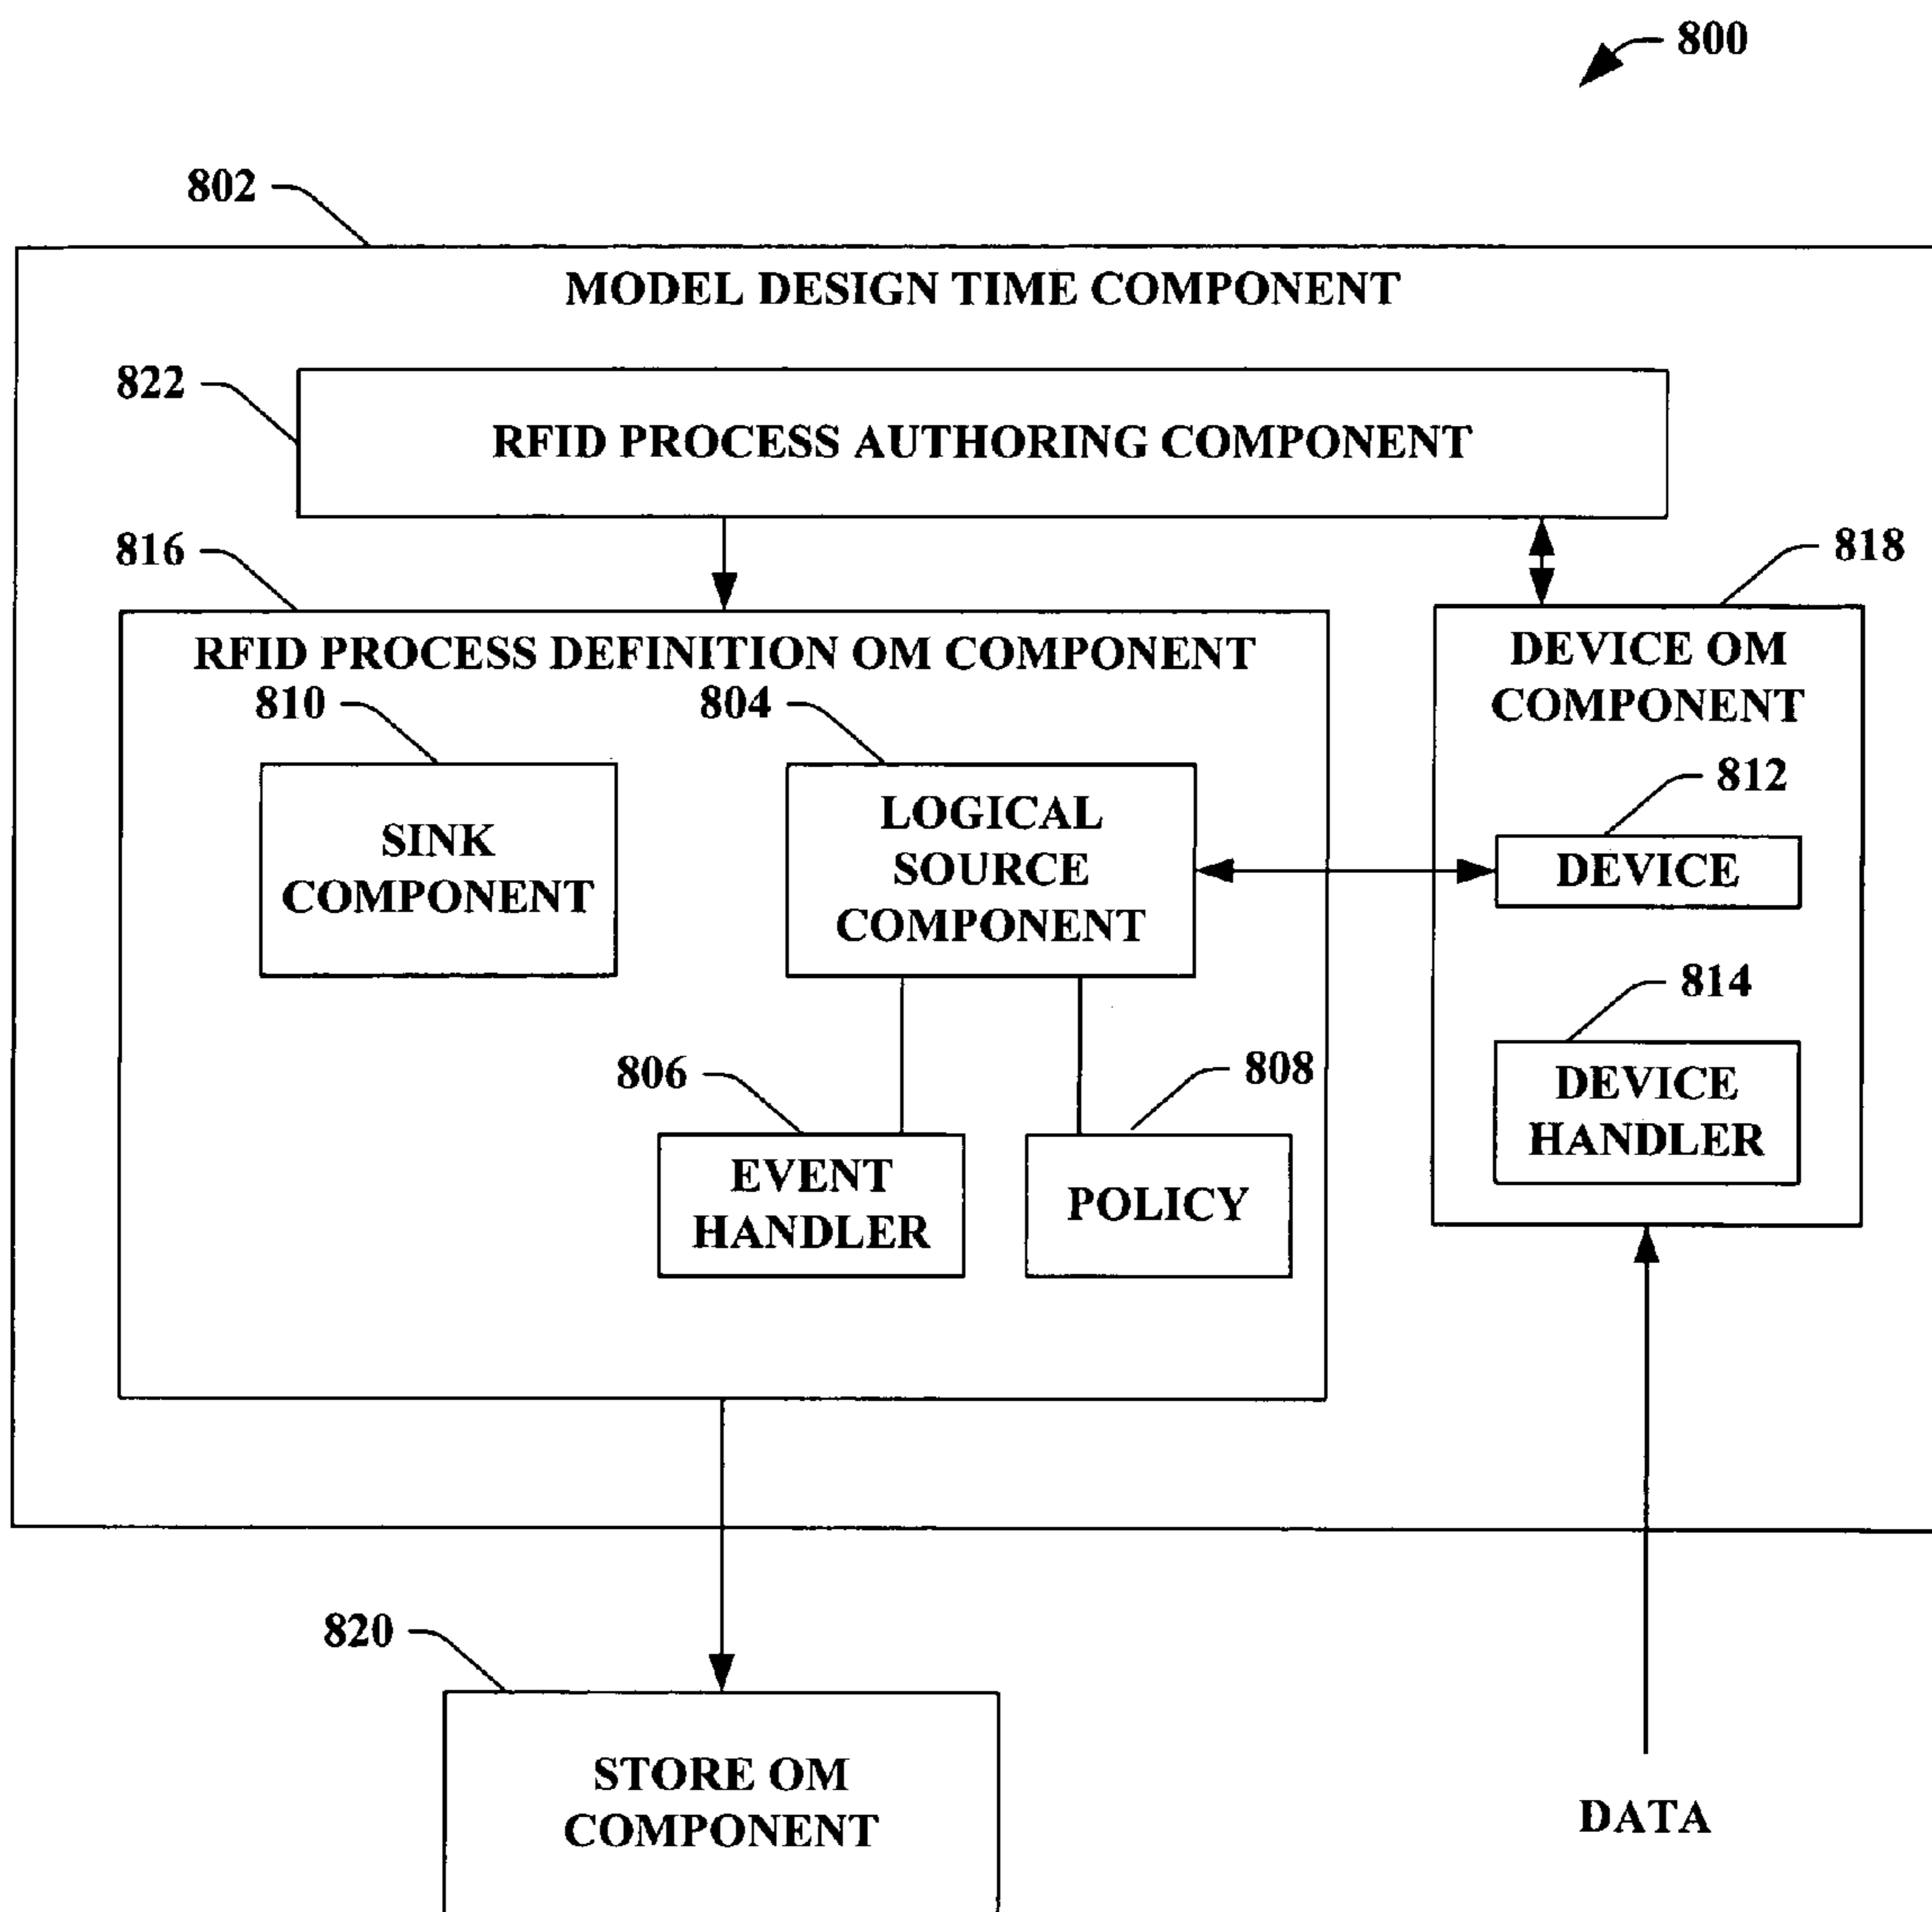 800
802
MODEL DESIGN TIME COMPONENT
822
RFID PROCESS AUTHORING COMPONENT
816
818
RFID PROCESS DEFINITION OM COMPONENT
DEVICE OM
COMPONENT
810
804
812
SINK
COMPONENT
LOGICAL
SOURCE
COMPONENT
DEVICE
814
806
808
DEVICE
HANDLER
EVENT
HANDLER
POLICY
820
STORE OM
COMPONENT
DATA